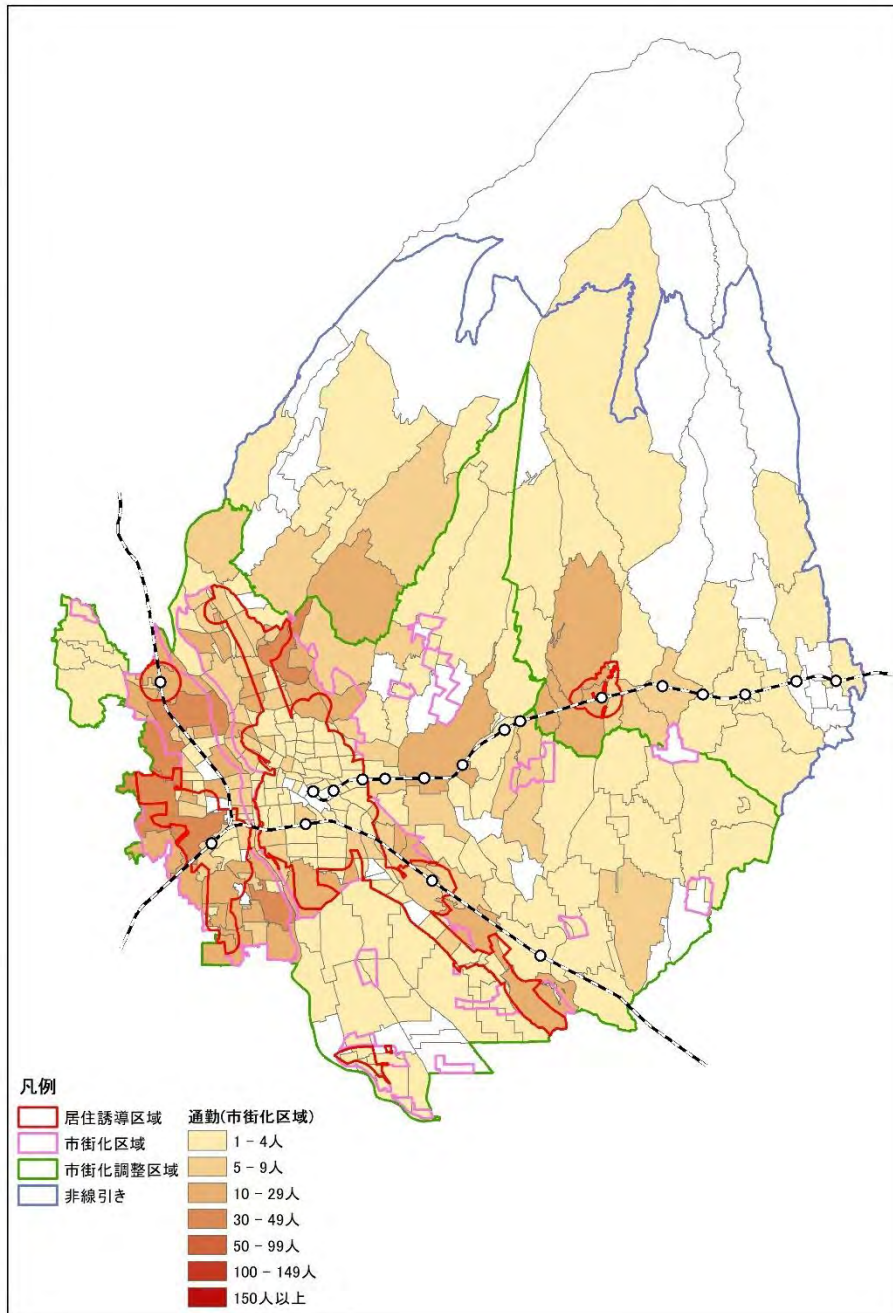 凡例
居住誘導区域
市街化区域
市街化調整区域
非線引き
通勤(市街化区域)
1 - 4人
5 - 9人
10 - 29人
30 - 49人
50 - 99人
100 - 149人
150人以上